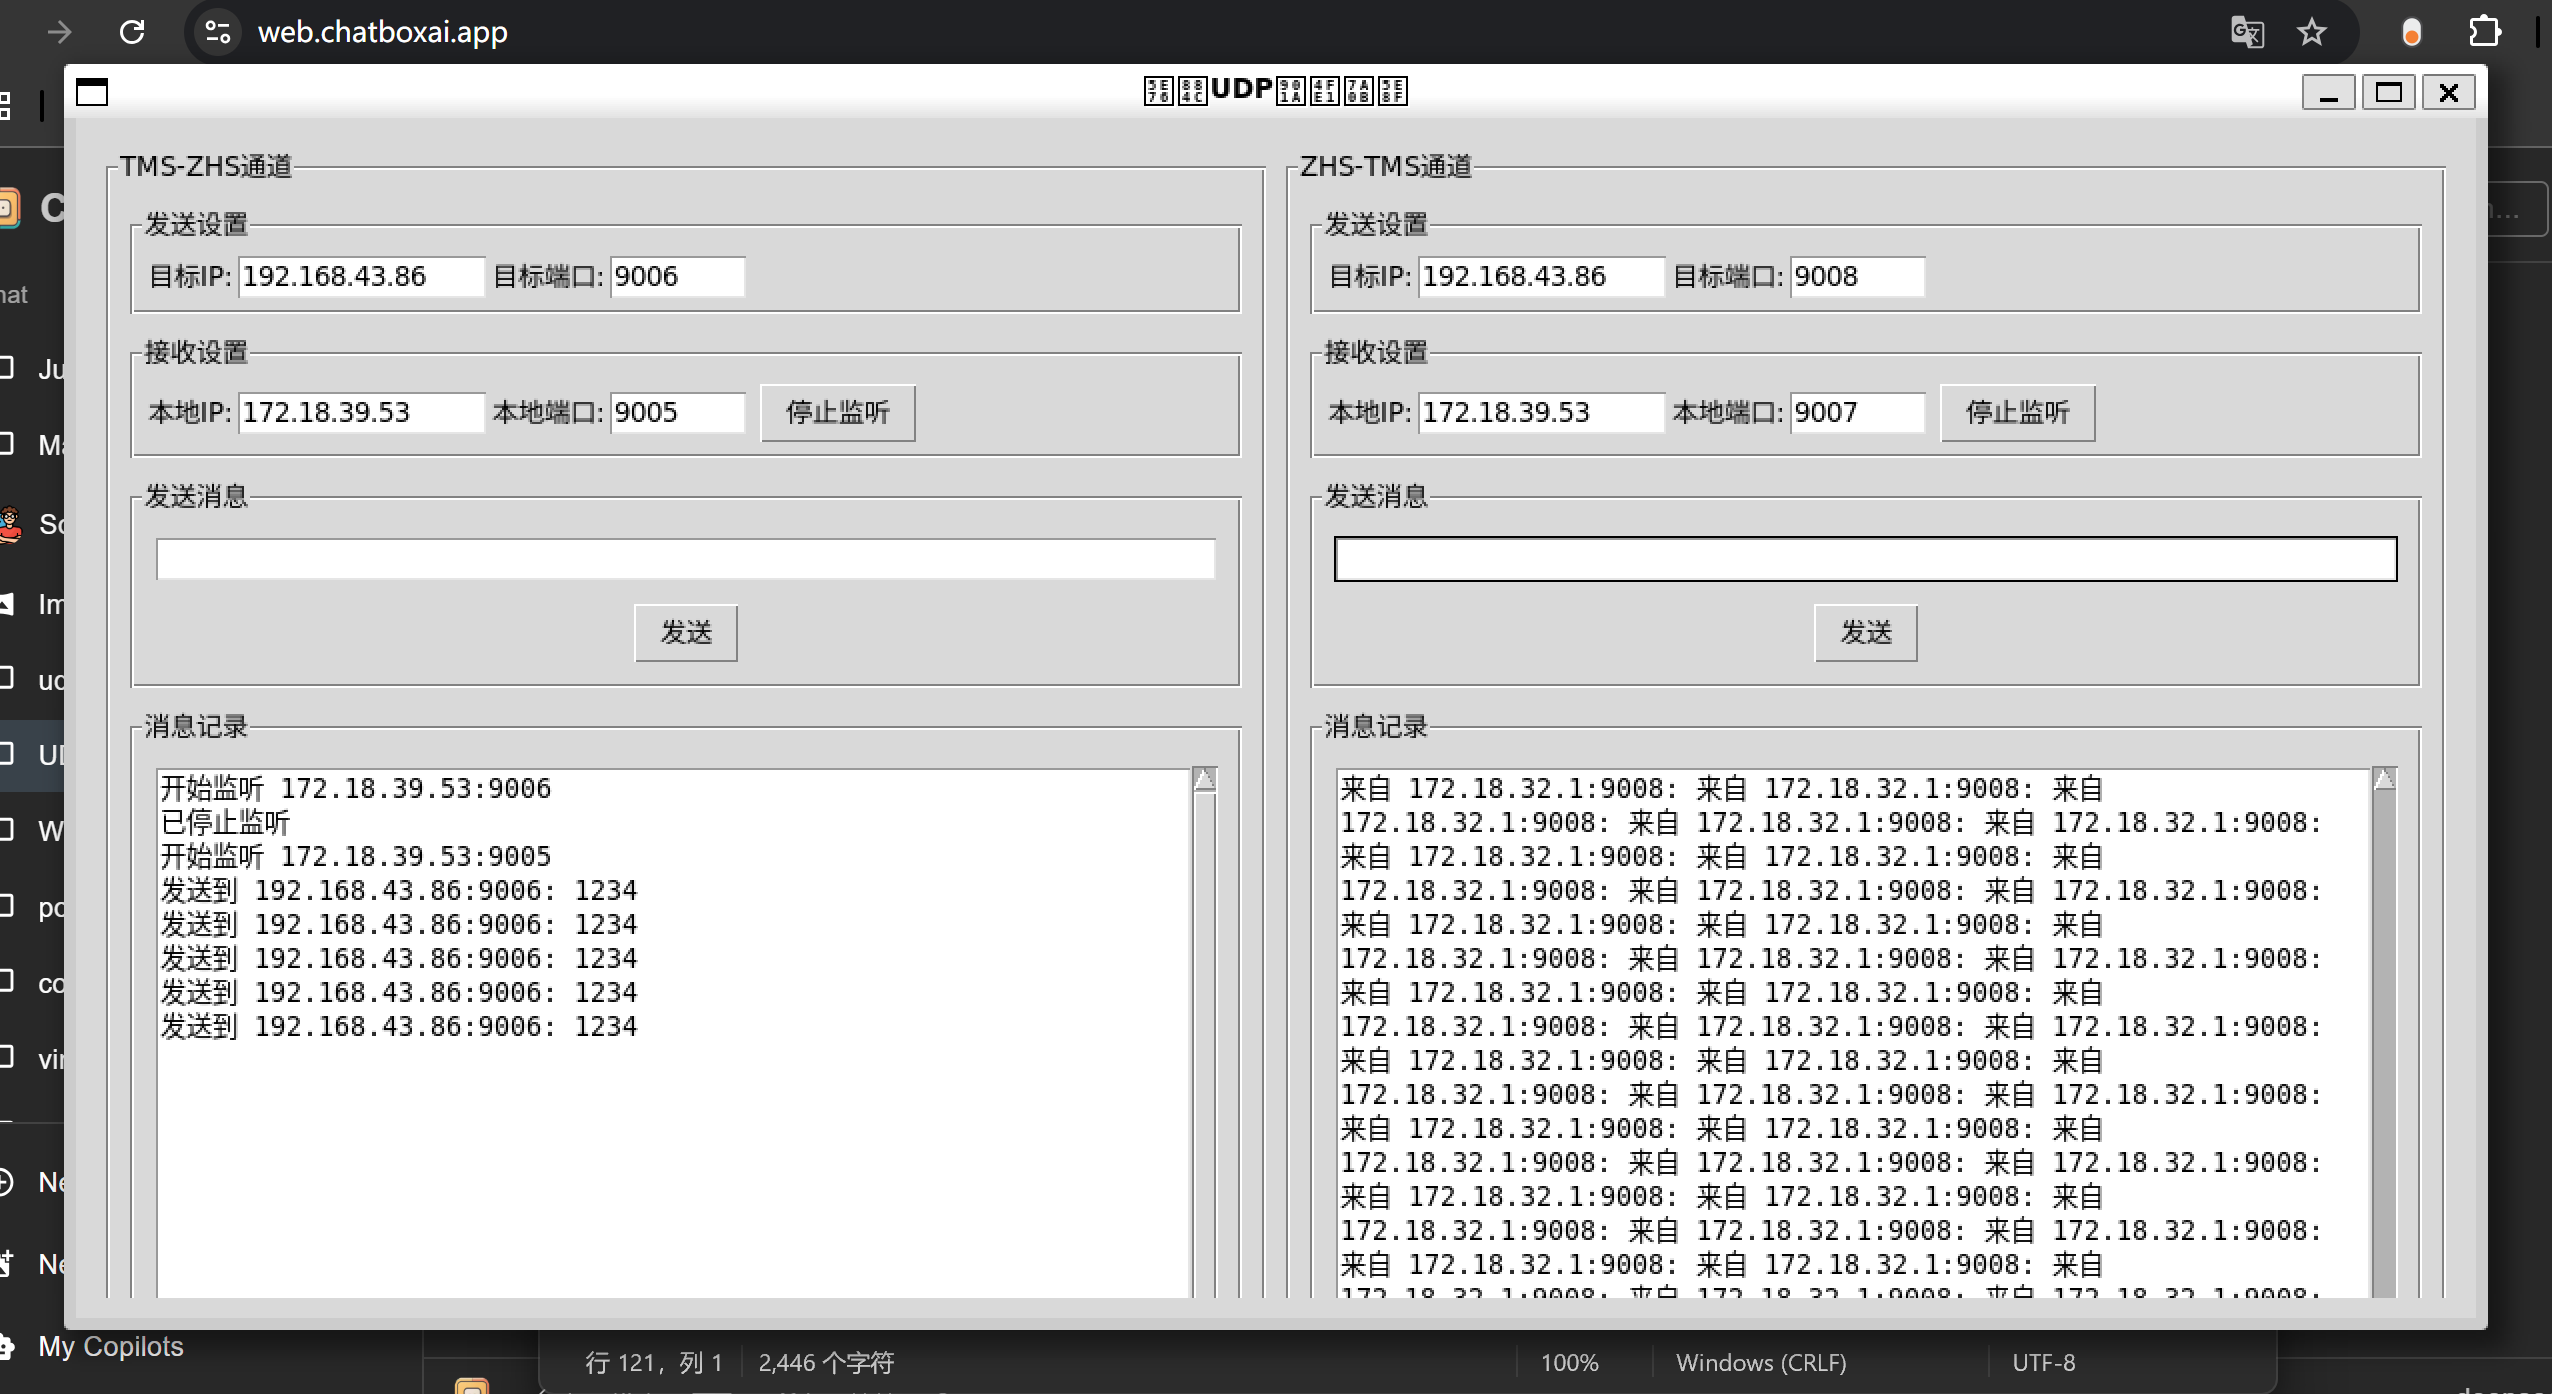 web.chatboxai.app
UDP
TMS-ZHS通道
发送设置
目标IP: 192.168.43.86 目标端口: 9006
接收设置
本地IP: 172.18.39.53 本地端口: 9005 停止监听
发送消息
发送
消息记录
开始监听 172.18.39.53:9006
已停止监听
开始监听 172.18.39.53:9005
发送到 192.168.43.86:9006: 1234
发送到 192.168.43.86:9006: 1234
发送到 192.168.43.86:9006: 1234
发送到 192.168.43.86:9006: 1234
发送到 192.168.43.86:9006: 1234
ZHS-TMS通道
发送设置
目标IP: 192.168.43.86 目标端口: 9008
接收设置
本地IP: 172.18.39.53 本地端口: 9007 停止监听
发送消息
发送
消息记录
来自 172.18.32.1:9008: 来自 172.18.32.1:9008: 来自
172.18.32.1:9008: 来自 172.18.32.1:9008: 来自 172.18.32.1:9008:
来自 172.18.32.1:9008: 来自 172.18.32.1:9008: 来自
172.18.32.1:9008: 来自 172.18.32.1:9008: 来自 172.18.32.1:9008:
来自 172.18.32.1:9008: 来自 172.18.32.1:9008: 来自
172.18.32.1:9008: 来自 172.18.32.1:9008: 来自 172.18.32.1:9008:
来自 172.18.32.1:9008: 来自 172.18.32.1:9008: 来自
172.18.32.1:9008: 来自 172.18.32.1:9008: 来自 172.18.32.1:9008:
来自 172.18.32.1:9008: 来自 172.18.32.1:9008: 来自
172.18.32.1:9008: 来自 172.18.32.1:9008: 来自 172.18.32.1:9008:
来自 172.18.32.1:9008: 来自 172.18.32.1:9008: 来自
172.18.32.1:9008: 来自 172.18.32.1:9008: 来自 172.18.32.1:9008:
来自 172.18.32.1:9008: 来自 172.18.32.1:9008: 来自
172.18.32.1:9008: 来自 172.18.32.1:9008: 来自 172.18.32.1:9008:
来自 172.18.32.1:9008: 来自 172.18.32.1:9008: 来自
172.18.32.1:9008: 来自 172.18.32.1:9008: 来自 172.18.32.1:9008:
My Copilots
行 121, 列 1 2,446 个字符 100% Windows (CRLF) UTF-8